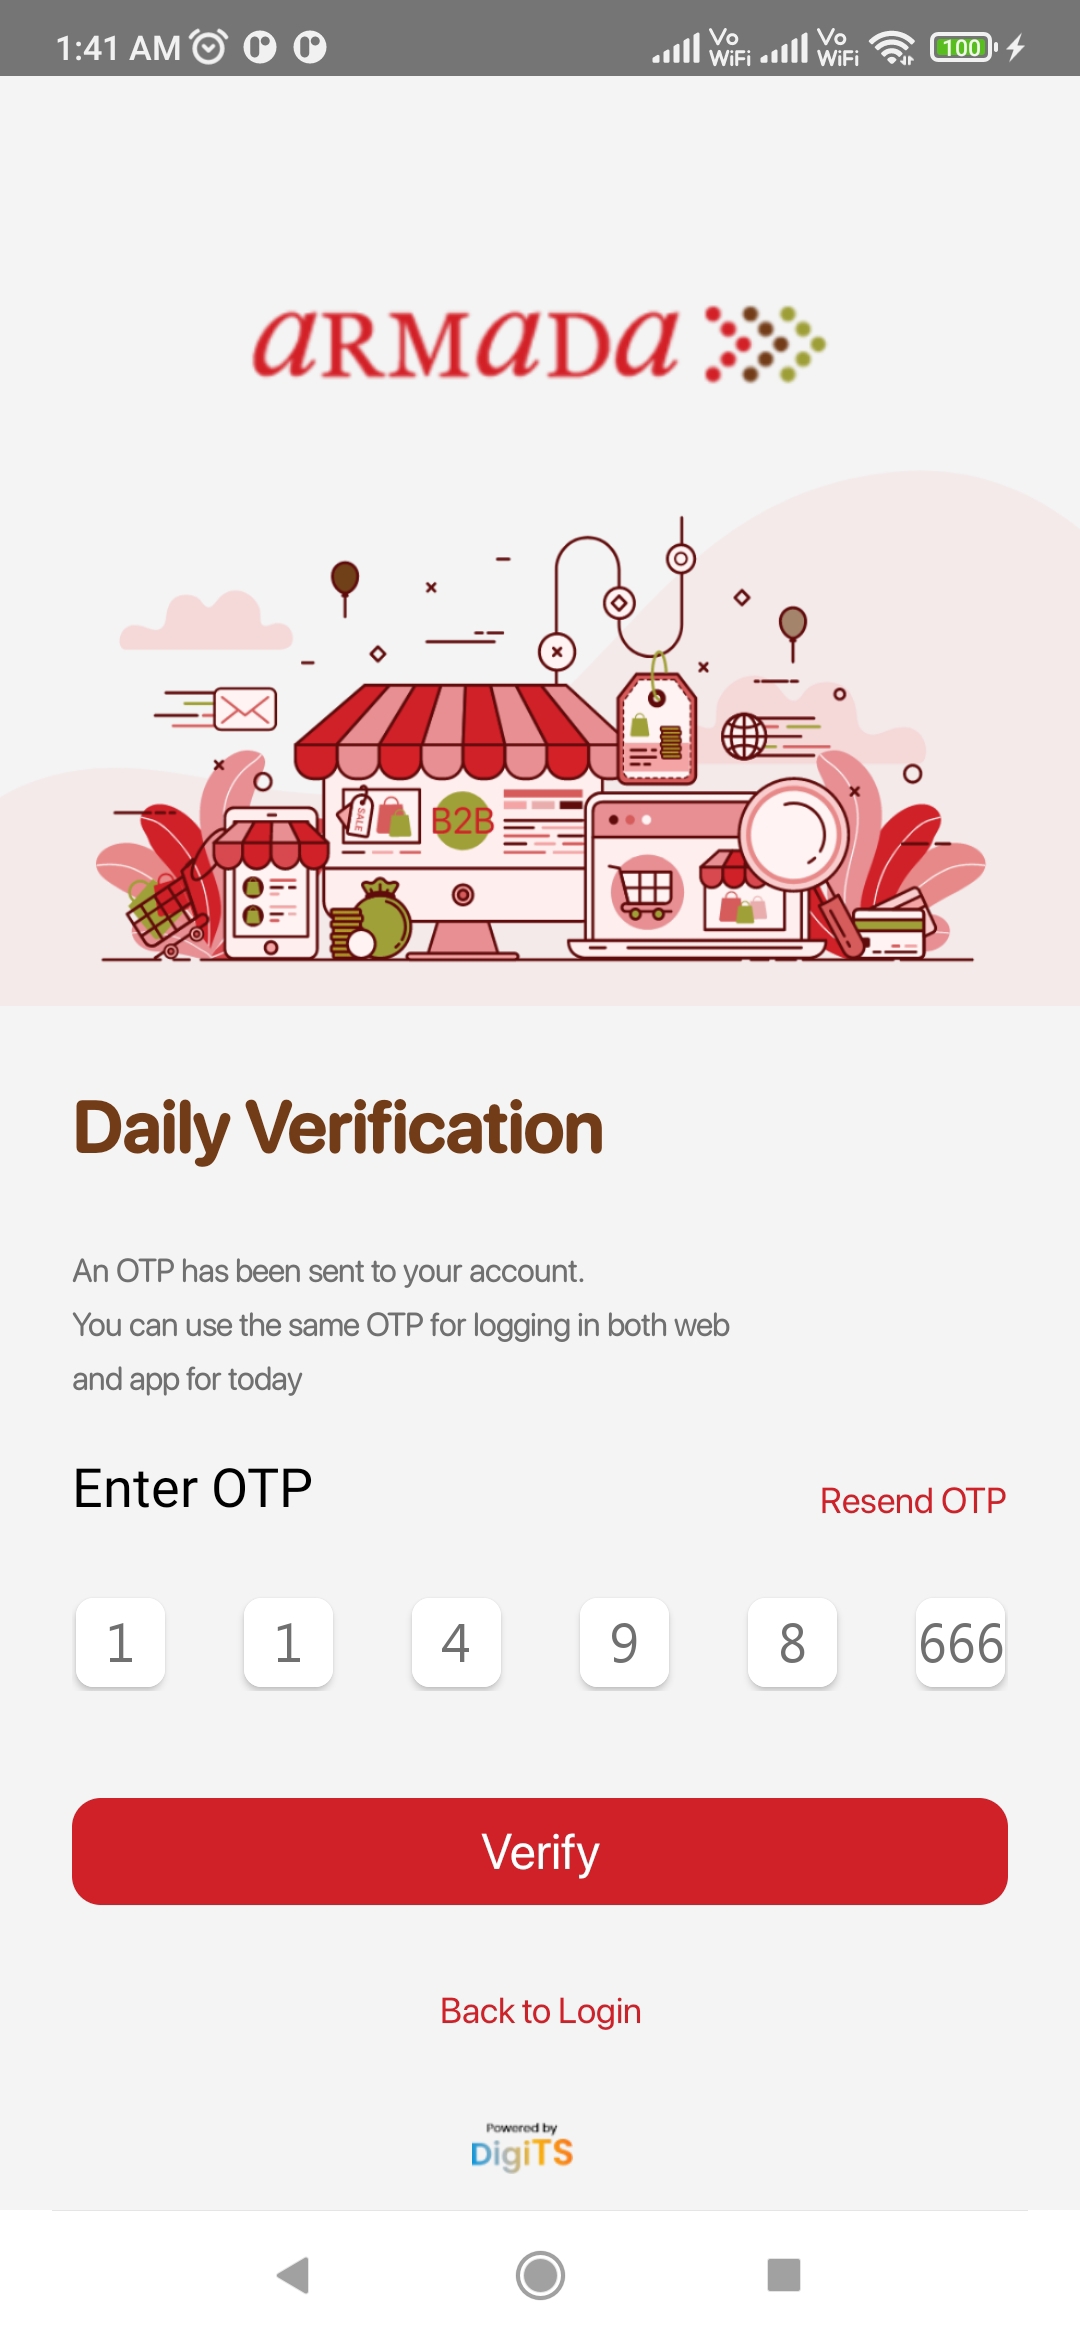 1:41 AM
Vo WiFi Vo WiFi 100
aRMaDa
SALE
B2B
Daily Verification
An OTP has been sent to your account.
You can use the same OTP for logging in both web
and app for today
Enter OTP
Resend OTP
1 1 4 9 8 666
Verify
Back to Login
Powered by
DigiTS